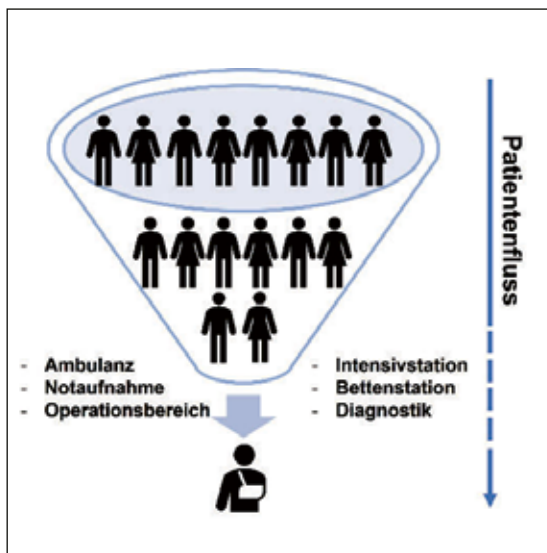 Patientenfluss
- Ambulanz
- Notaufnahme
- Operationsbereich
- Intensivstation
- Bettenstation
- Diagnostik